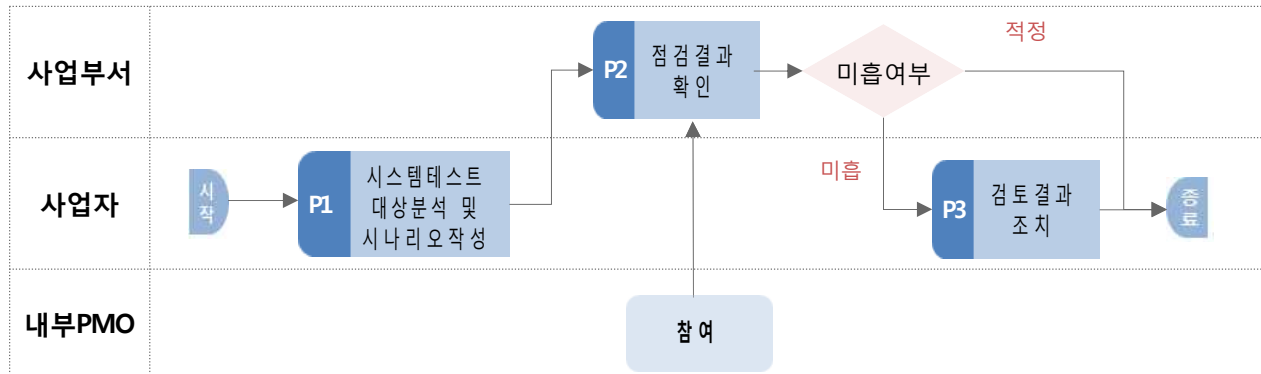 사업부서
P2
점검결과
확인
미흡여부
적정
사업자
시
작
P1
시스템테스트
대상분석 및
시나리오작성
미흡
P3
검토결과
조치
종
료
내부PMO
참여